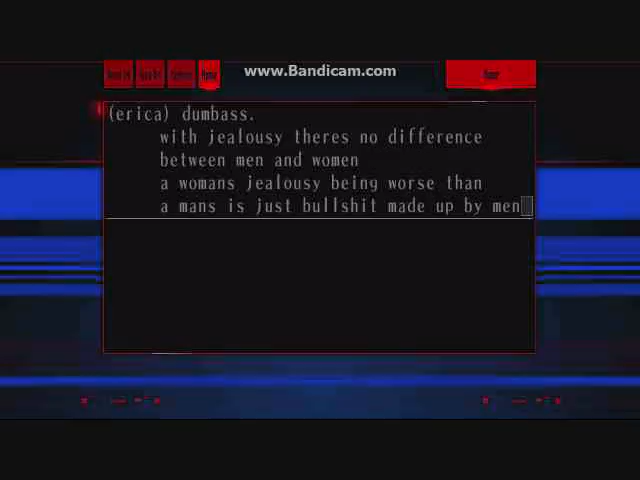 www.Bandicam.com
(erica) dumbass.
with jealousy theres no difference
between men and women
a womans jealousy being worse than
a mans is just bullshit made up by men